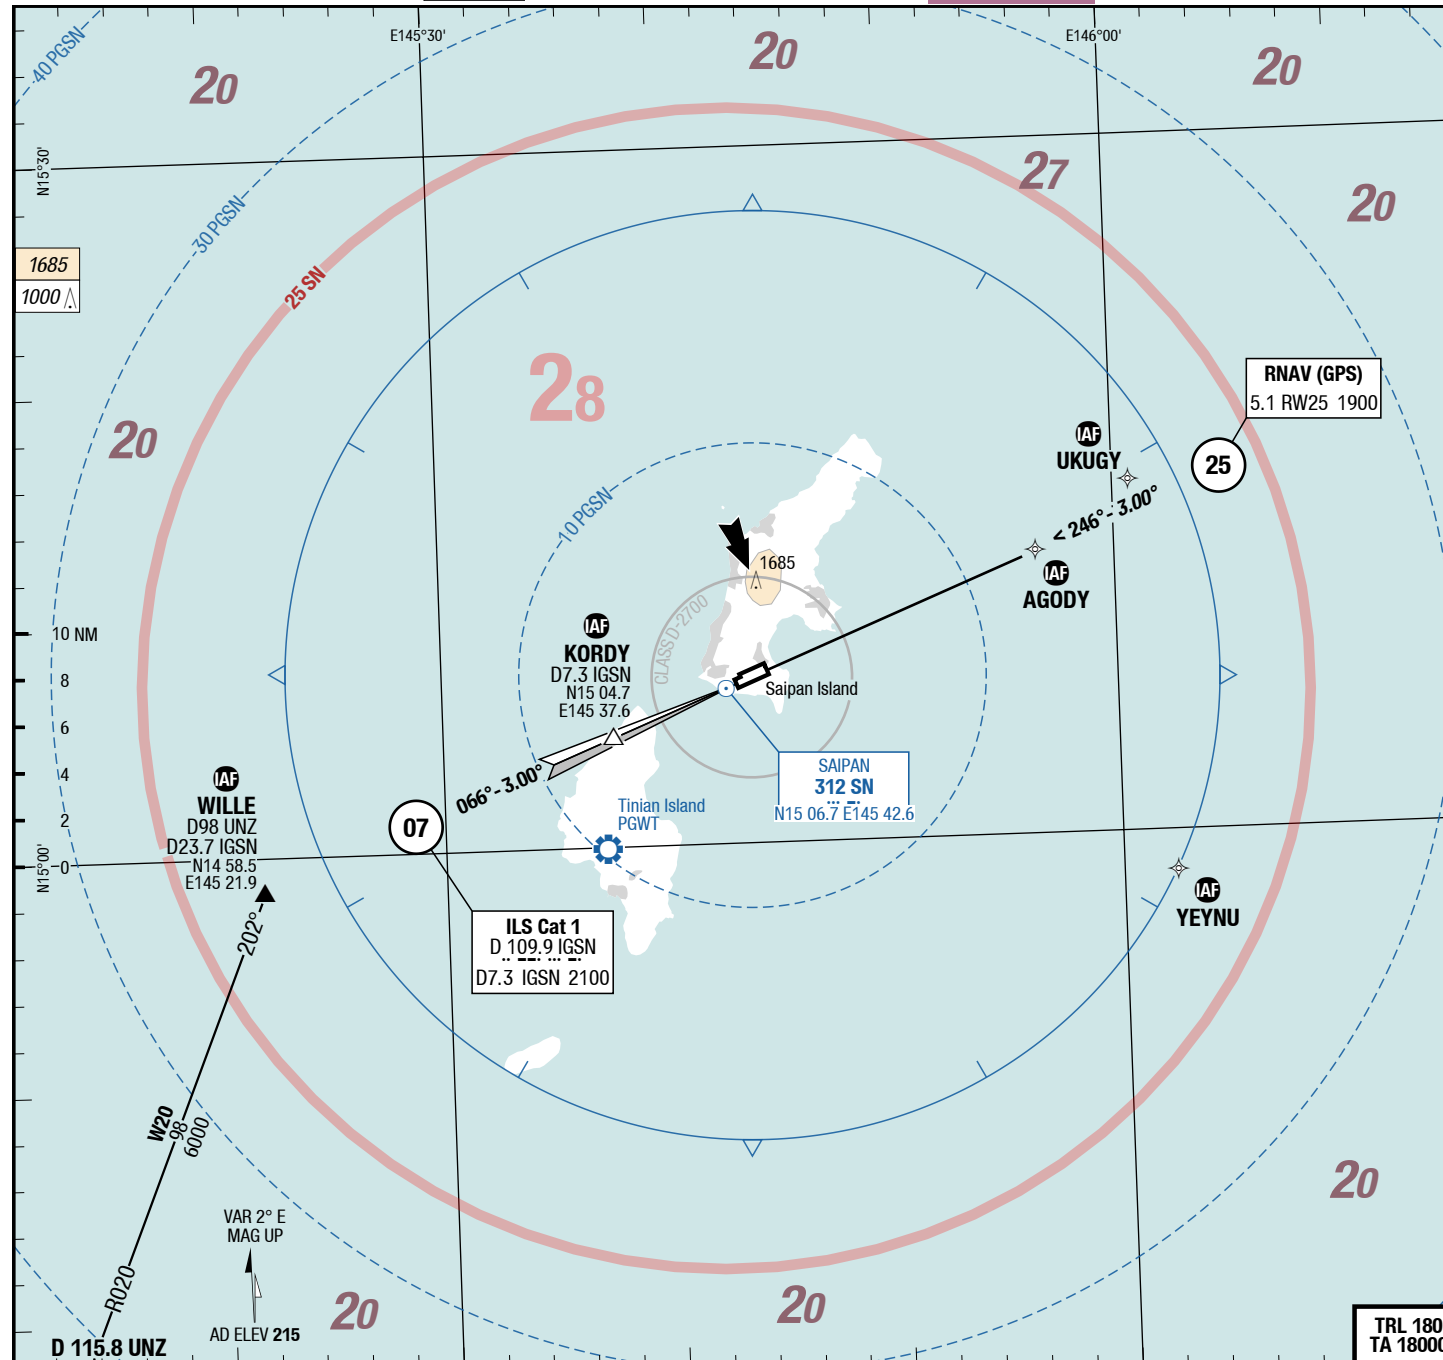 E145°30'
E146°00'
40 PGSN
20
20
20
N15°30'
27
20
30 PGSN
1685
1000
25 SN
28
RNAV (GPS)
5.1 RW25 1900
20
IAF
UKUGY
25
< 246° - 3.00°
10 PGSN
1685
IAF
AGODY
CLASS D-2700
IAF
KORDY
D7.3 IGSN
N15 04.7
E145 37.6
10 NM
8
6
4
2
0
Saipan Island
SAIPAN
312 SN
N15 06.7 E145 42.6
066° - 3.00°
07
IAF
WILLE
D98 UNZ
D23.7 IGSN
N14 58.5
E145 21.9
Tinian Island
PGWT
N15°00'
IAF
YEYNU
ILS Cat 1
D 109.9 IGSN
D7.3 IGSN 2100
202°
W20
98
6000
R020
VAR 2° E
MAG UP
AD ELEV 215
D 115.8 UNZ
20
20
20
TRL 180
TA 18000